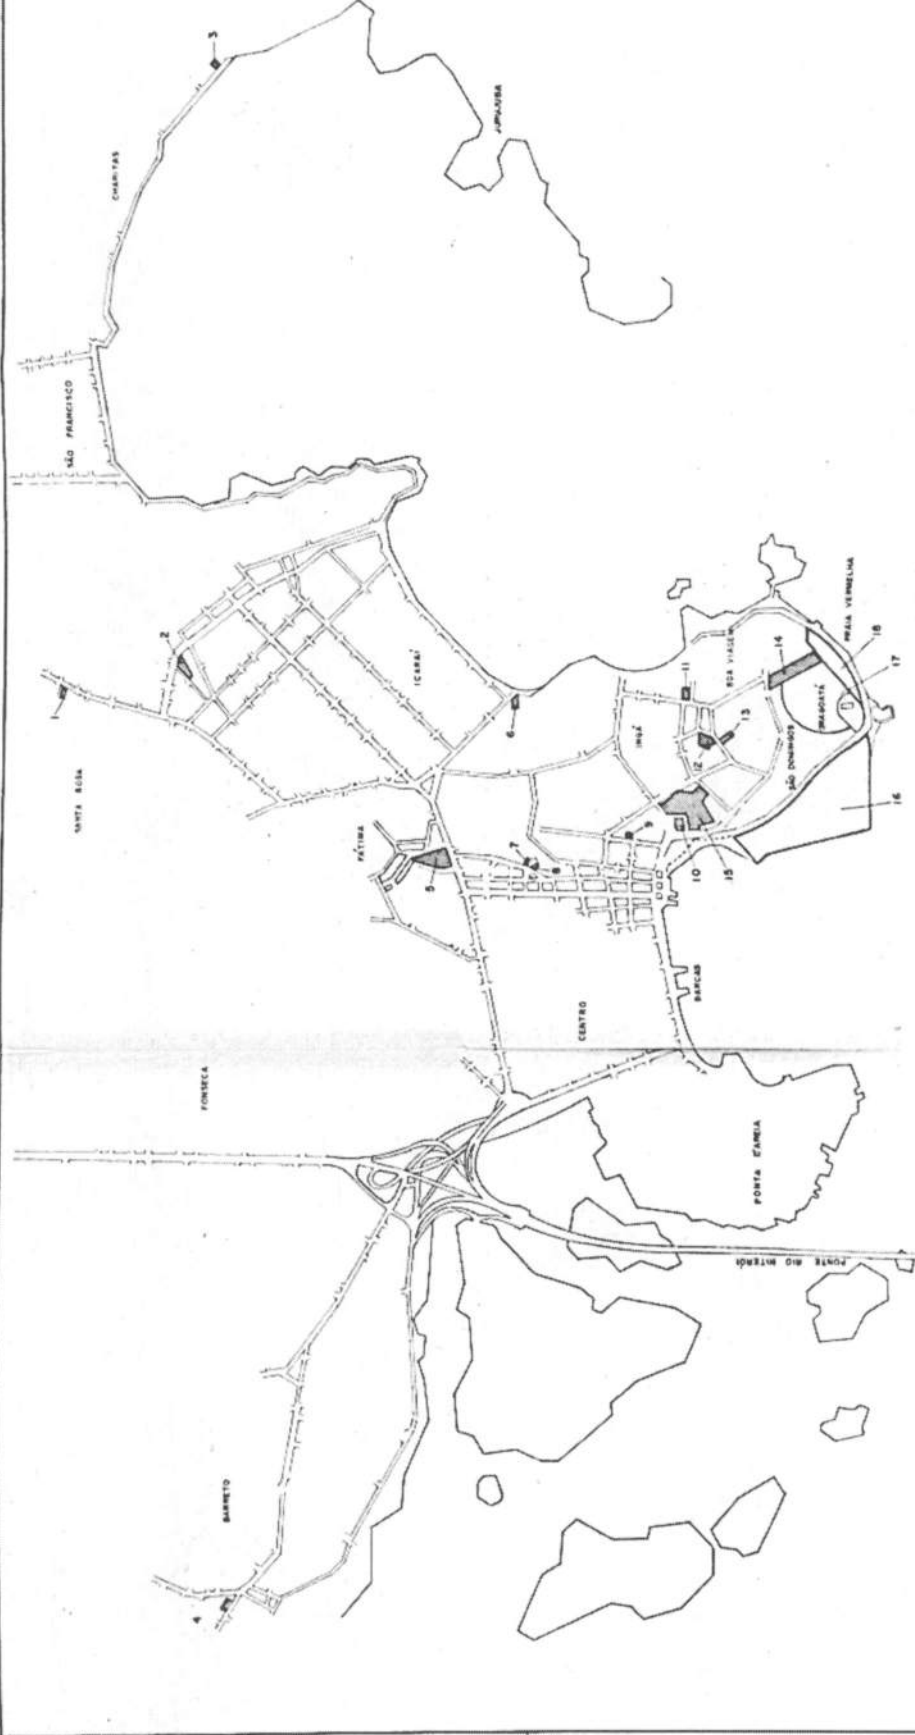 3
CHARITAS
JURUJUBA
SÃO FRANCISCO
2
1
ICARAÍ
SANTA ROSA
6
PRAIA VERMELHA
BOA VIAGEM
14
18
17
GRAGOATÁ
11
INGÁ
13
12
SÃO DOMINGOS
16
FÁTIMA
5
7
8
9
10
15
CENTRO
BARCAS
FONSECA
PONTA D'AREIA
PONTE RIO NITERÓI
BARRETO
4